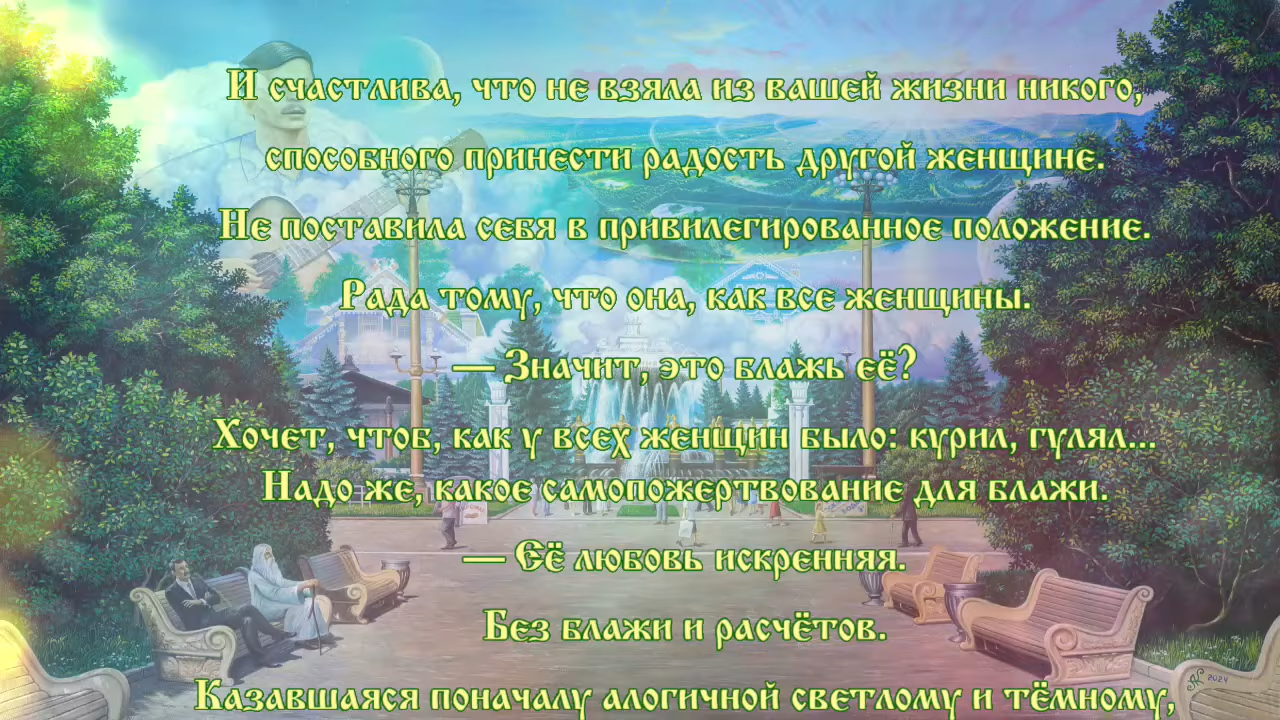 И счастлива, что не взяла из вашей жизни никого,
способного принести радость другой женщине.
Не поставила себя в привилегированное положение.
Рада тому, что она, как все женщины.
— Значит, это блажь её?
Хочет, чтоб, как у всех женщин было: курил, гулял...
Надо же, какое самопожертвование для блажи.
— Её любовь искренняя.
Без блажи и расчётов.
Казавшаяся поначалу алогичной светлому и тёмному,
2024